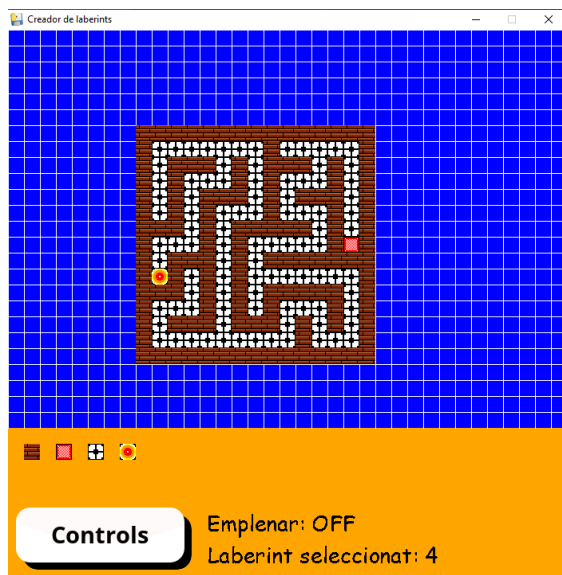 Creador de laberints
Controls
Emplenar: OFF
Laberint seleccionat: 4